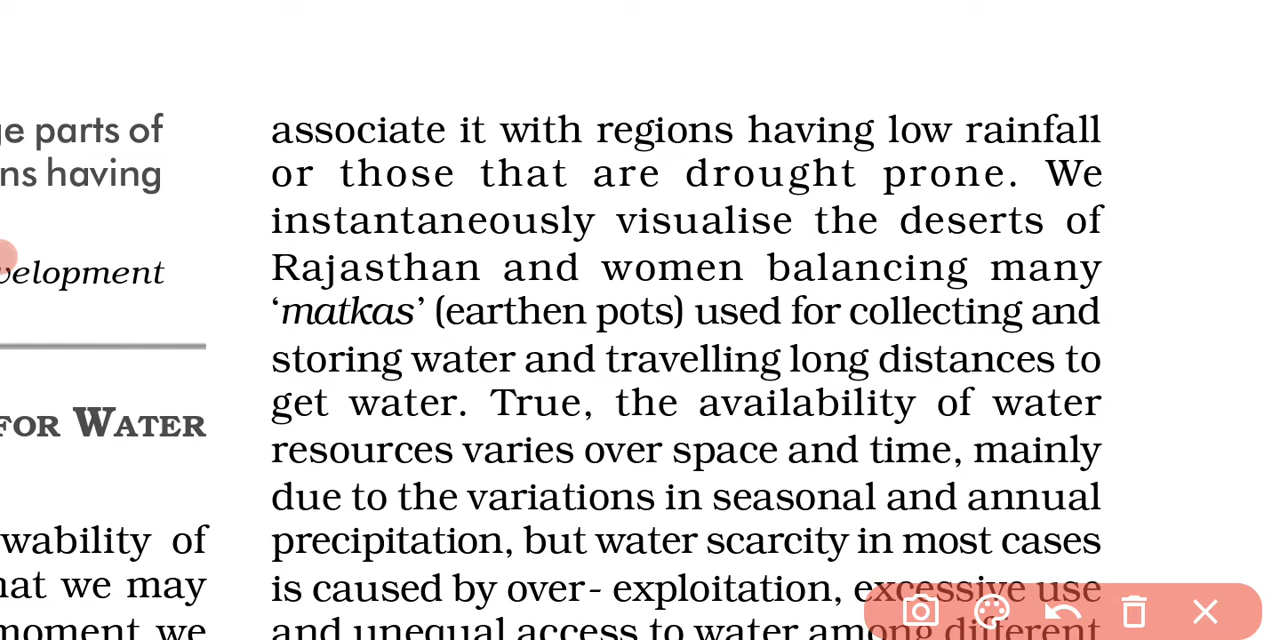 ge parts of
ns having
velopment
FOR WATER
wability of
hat we may
moment we
associate it with regions having low rainfall
or those that are drought prone. We
instantaneously visualise the deserts of
Rajasthan and women balancing many
‘matkas’ (earthen pots) used for collecting and
storing water and travelling long distances to
get water. True, the availability of water
resources varies over space and time, mainly
due to the variations in seasonal and annual
precipitation, but water scarcity in most cases
is caused by over- exploitation, excessive use
and unequal access to water among different